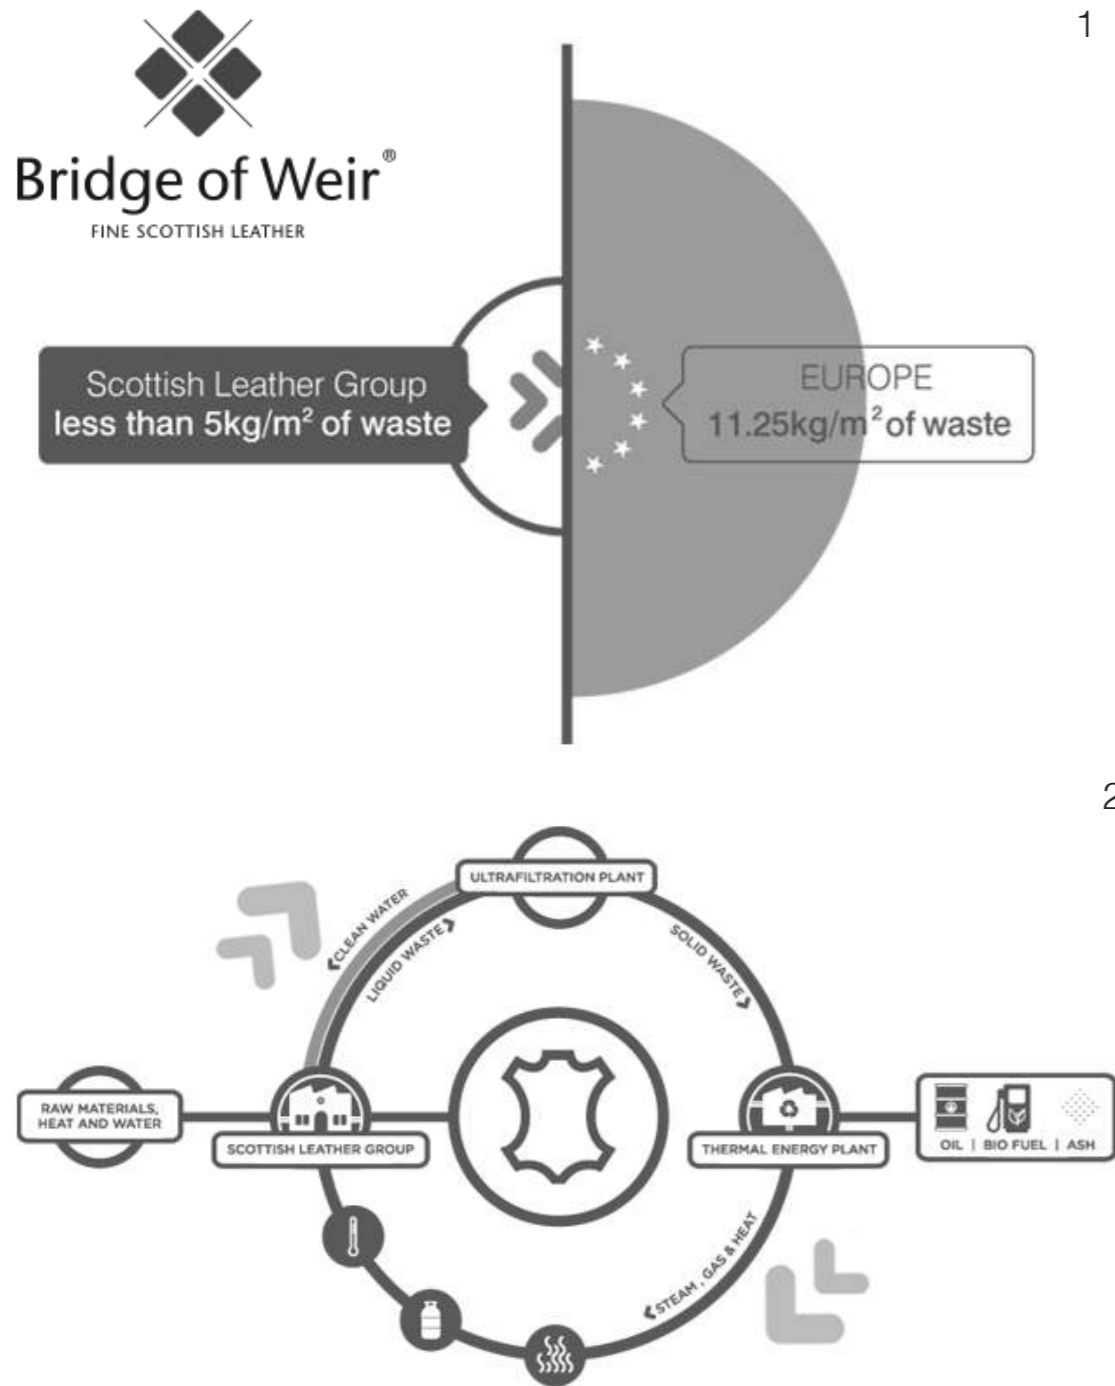 1
Bridge of Weir®
FINE SCOTTISH LEATHER
Scottish Leather Group
less than 5kg/m² of waste
EUROPE
11.25kg/m² of waste
2
ULTRAFILTRATION PLANT
CLEAN WATER
LIQUID WASTE
SOLID WASTE
RAW MATERIALS,
HEAT AND WATER
SCOTTISH LEATHER GROUP
THERMAL ENERGY PLANT
OIL | BIO FUEL | ASH
STEAM , GAS & HEAT